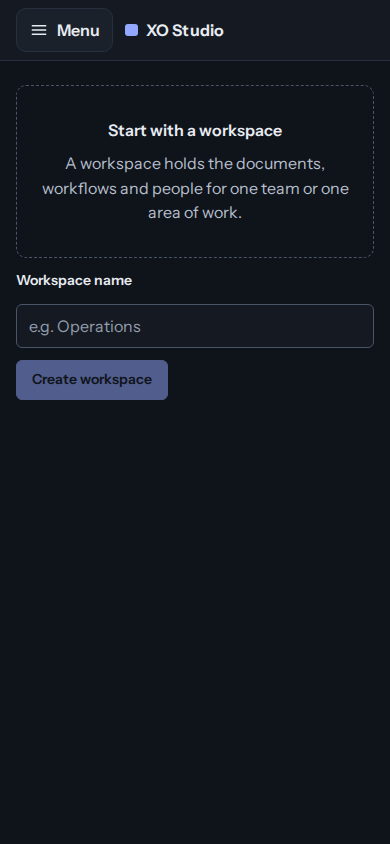 Menu
XO Studio
Start with a workspace
A workspace holds the documents,
workflows and people for one team or one
area of work.
Workspace name
e.g. Operations
Create workspace